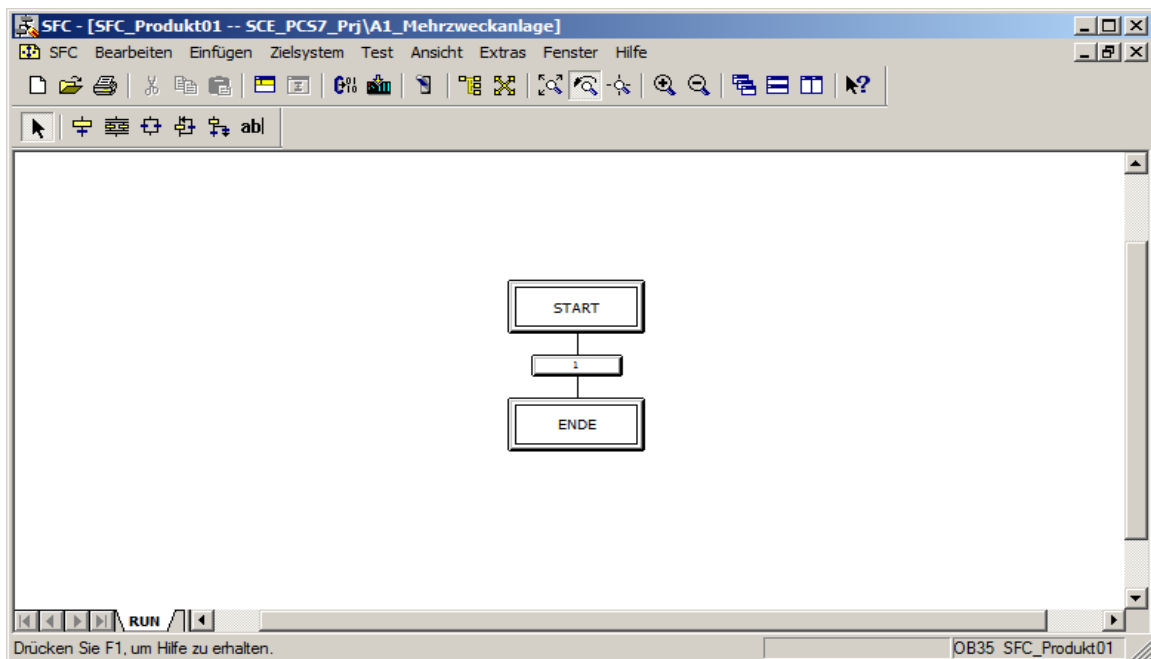 SFC - [SFC_Produkt01 -- SCE_PCS7_Prj\A1_Mehrzweckanlage]
SFC Bearbeiten Einfügen Zielsystem Test Ansicht Extras Fenster Hilfe
ab
START
1
ENDE
RUN
Drücken Sie F1, um Hilfe zu erhalten.
OB35 SFC_Produkt01